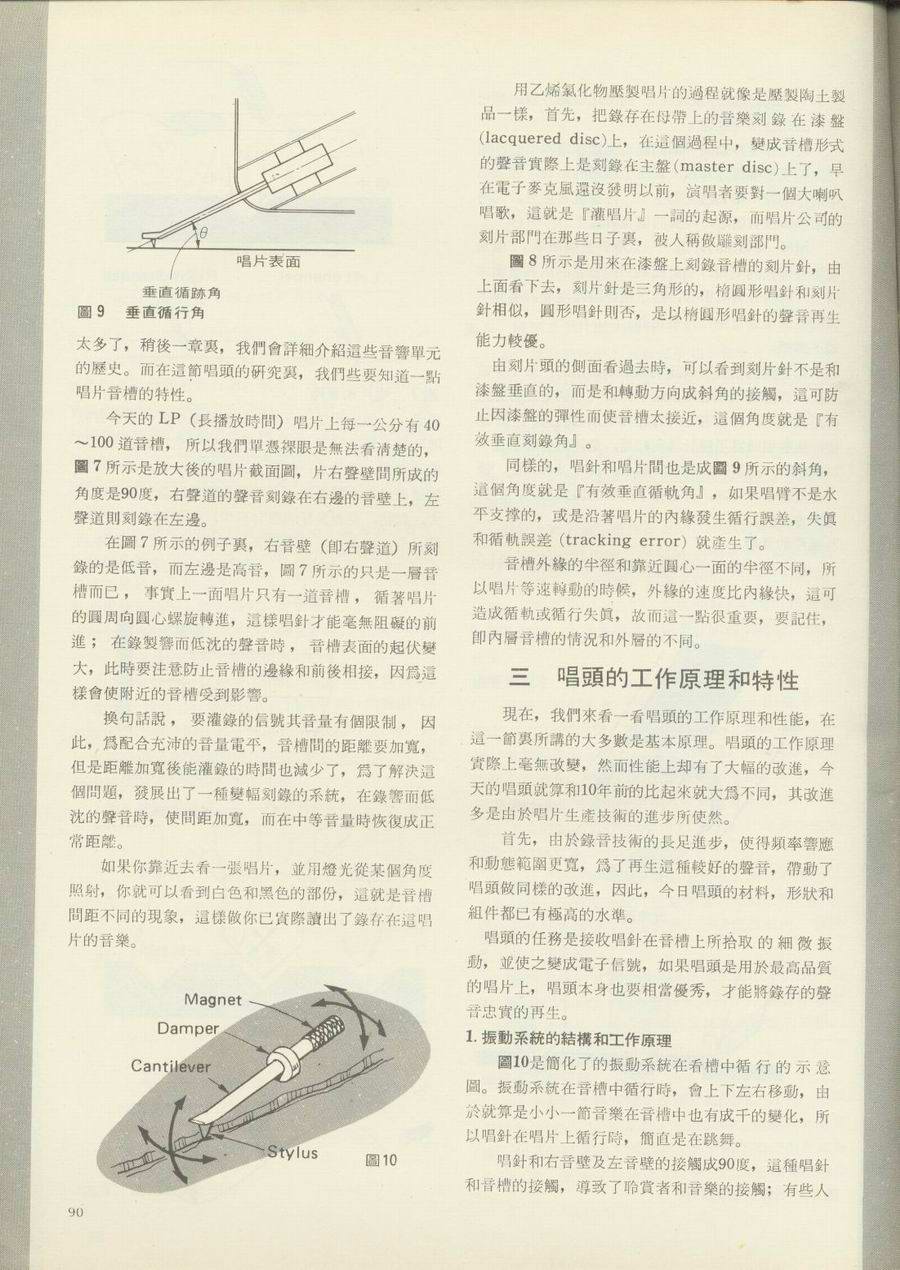 θ
唱片表面
垂直循跡角
圖9　垂直循行角
太多了，稍後一章裏，我們會詳細介紹這些音響單元
的歷史。而在這節唱頭的研究裏，我們些要知道一點
唱片音槽的特性。
今天的 LP（長播放時間）唱片上每一公分有 40
～100 道音槽，所以我們單憑裸眼是無法看清楚的，
圖 7 所示是放大後的唱片截面圖，片右聲壁間所成的
角度是90度，右聲道的聲音刻錄在右邊的音壁上，左
聲道則刻錄在左邊。
在圖 7 所示的例子裏，右音壁（卽右聲道）所刻
錄的是低音，而左邊是高音，圖 7 所示的只是一層音
槽而已，事實上一面唱片只有一道音槽，循著唱片
的圓周向圓心螺旋轉進，這樣唱針才能毫無阻礙的前
進；在錄製響而低沈的聲音時，音槽表面的起伏變
大，此時要注意防止音槽的邊緣和前後相接，因爲這
樣會使附近的音槽受到影響。
換句話說，要灌錄的信號其音量有個限制，因
此，爲配合充沛的音量電平，音槽間的距離要加寬，
但是距離加寬後能灌錄的時間也減少了，爲了解決這
個問題，發展出了一種變幅刻錄的系統，在錄響而低
沈的聲音時，使間距加寬，而在中等音量時恢復成正
常距離。
如果你靠近去看一張唱片，並用燈光從某個角度
照射，你就可以看到白色和黑色的部份，這就是音槽
間距不同的現象，這樣做你已實際讀出了錄存在這唱
片的音樂。
Magnet
Damper
Cantilever
Stylus
圖10
90
用乙烯氯化物壓製唱片的過程就像是壓製陶土製
品一樣，首先，把錄存在母帶上的音樂刻錄在漆盤
(lacquered disc)上，在這個過程中，變成音槽形式
的聲音實際上是刻錄在主盤(master disc)上了，早
在電子麥克風還沒發明以前，演唱者要對一個大喇叭
唱歌，這就是『灌唱片』一詞的起源，而唱片公司的
刻片部門在那些日子裏，被人稱做雕刻部門。
圖 8 所示是用來在漆盤上刻錄音槽的刻片針，由
上面看下去，刻片針是三角形的，橢圓形唱針和刻片
針相似，圓形唱針則否，是以橢圓形唱針的聲音再生
能力較優。
由刻片頭的側面看過去時，可以看到刻片針不是和
漆盤垂直的，而是和轉動方向成斜角的接觸，這可防
止因漆盤的彈性而使音槽太接近，這個角度就是『有
效垂直刻錄角』。
同樣的，唱針和唱片間也是成圖 9 所示的斜角，
這個角度就是『有效垂直循軌角』，如果唱臂不是水
平支撐的，或是沿著唱片的內緣發生循行誤差，失眞
和循軌誤差 (tracking error) 就產生了。
音槽外緣的半徑和靠近圓心一面的半徑不同，所
以唱片等速轉動的時候，外緣的速度比內緣快，這可
造成循軌或循行失眞，故而這一點很重要，要記住，
卽內層音槽的情況和外層的不同。
三　唱頭的工作原理和特性
現在，我們來看一看唱頭的工作原理和性能，在
這一節裏所講的大多數是基本原理。唱頭的工作原理
實際上毫無改變，然而性能上却有了大幅的改進，今
天的唱頭就算和10年前的比起來就大爲不同，其改進
多是由於唱片生產技術的進步所使然。
首先，由於錄音技術的長足進步，使得頻率響應
和動態範圍更寬，爲了再生這種較好的聲音，帶動了
唱頭做同樣的改進，因此，今日唱頭的材料，形狀和
組件都已有極高的水準。
唱頭的任務是接收唱針在音槽上所拾取的細微振
動，並使之變成電子信號，如果唱頭是用於最高品質
的唱片上，唱頭本身也要相當優秀，才能將錄存的聲
音忠實的再生。
1. 振動系統的結構和工作原理
圖10是簡化了的振動系統在看槽中循行的示意
圖。振動系統在音槽中循行時，會上下左右移動，由
於就算是小小一節音樂在音槽中也有成千的變化，所
以唱針在唱片上循行時，簡直是在跳舞。
唱針和右音壁及左音壁的接觸成90度，這種唱針
和音槽的接觸，導致了聆賞者和音樂的接觸；有些人